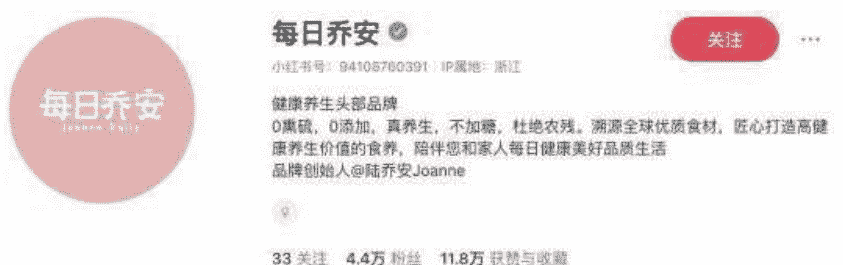 每日乔安
关注
小红书号：94106760391 IP属地：浙江
每日乔安
健康养生头部品牌
0熏硫，0添加，真养生，不加糖，杜绝农残。溯源全球优质食材，匠心打造高健
康养生价值的食养，陪伴您和家人每日健康美好品质生活
品牌创始人@陆乔安Joanne
33 关注 4.4万 粉丝 11.8万 获赞与收藏